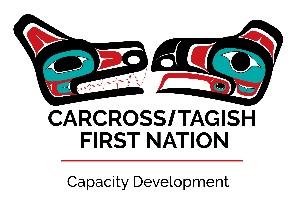 CARCROSS/TAGISH
FIRST NATION
Capacity Development